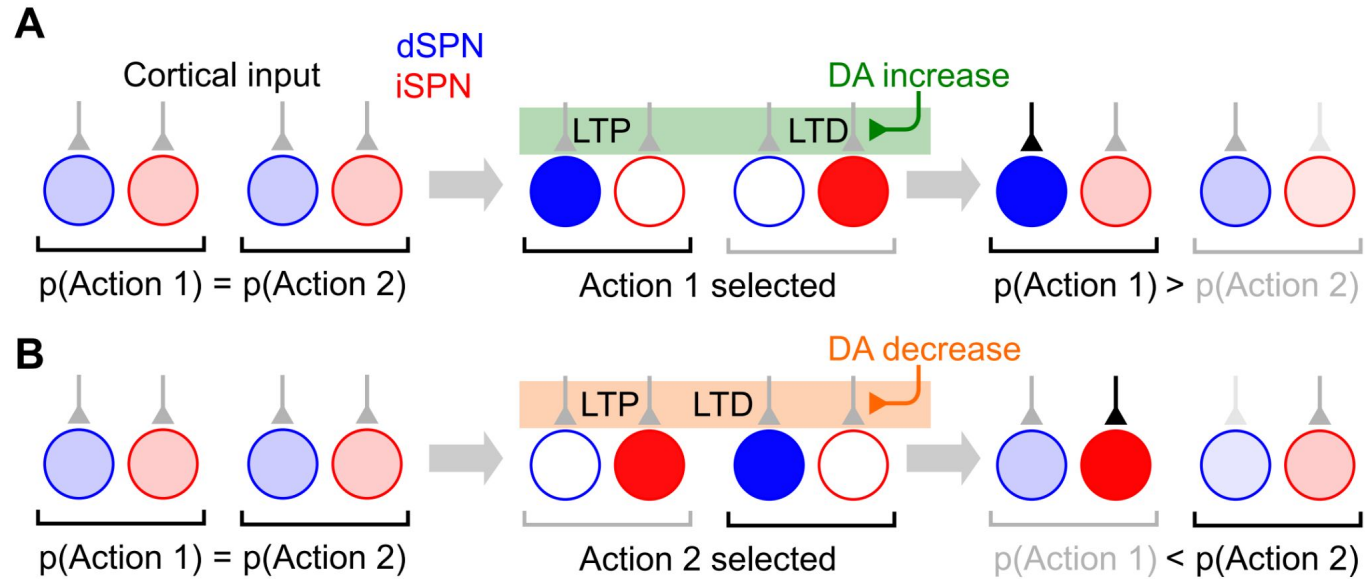 A
dSPN
iSPN
Cortical input
DA increase
LTP
LTD
p(Action 1) = p(Action 2)
Action 1 selected
p(Action 1) > p(Action 2)
B
DA decrease
LTP
LTD
p(Action 1) = p(Action 2)
Action 2 selected
p(Action 1) < p(Action 2)